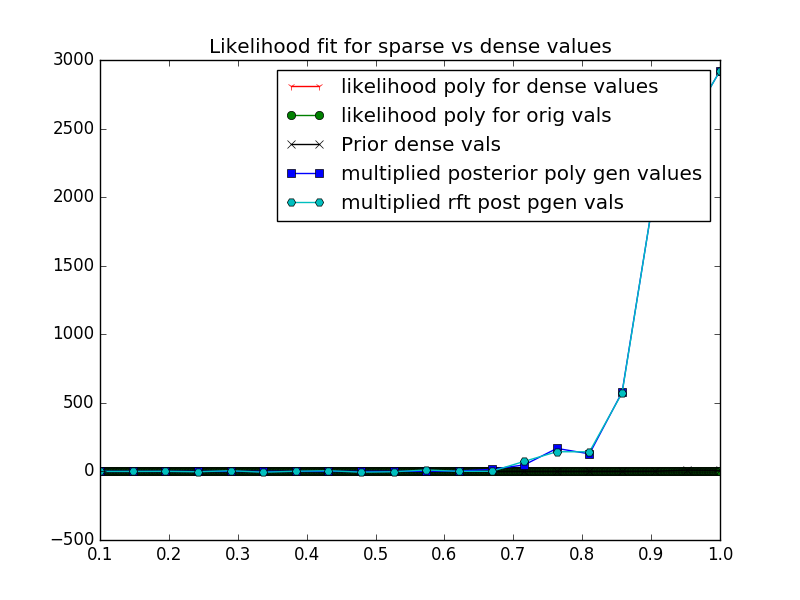 Likelihood fit for sparse vs dense values
3000
2500
2000
1500
1000
500
0
−500
likelihood poly for dense values
likelihood poly for orig vals
Prior dense vals
multiplied posterior poly gen values
multiplied rft post pgen vals
0.1 0.2 0.3 0.4 0.5 0.6 0.7 0.8 0.9 1.0